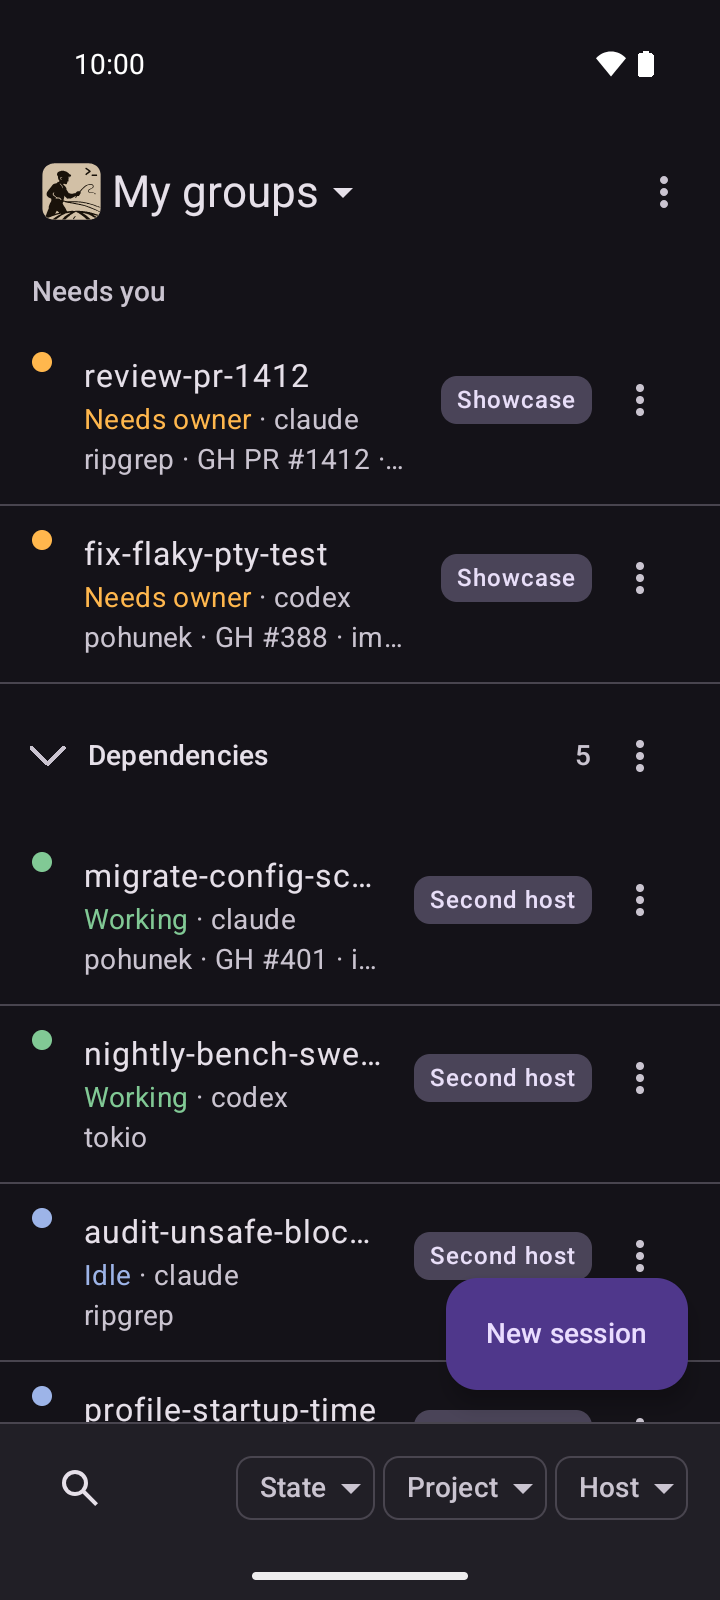 10:00
My groups
Needs you
review-pr-1412
Needs owner · claude
ripgrep · GH PR #1412 ·…
Showcase
fix-flaky-pty-test
Needs owner · codex
pohunek · GH #388 · im…
Showcase
Dependencies
5
migrate-config-sc…
Working · claude
pohunek · GH #401 · i…
Second host
nightly-bench-swe…
Working · codex
tokio
Second host
audit-unsafe-bloc…
Idle · claude
ripgrep
Second host
New session
profile-startup-time
State
Project
Host